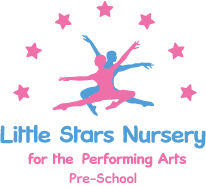 Little Stars Nursery
for the Performing Arts
Pre-School